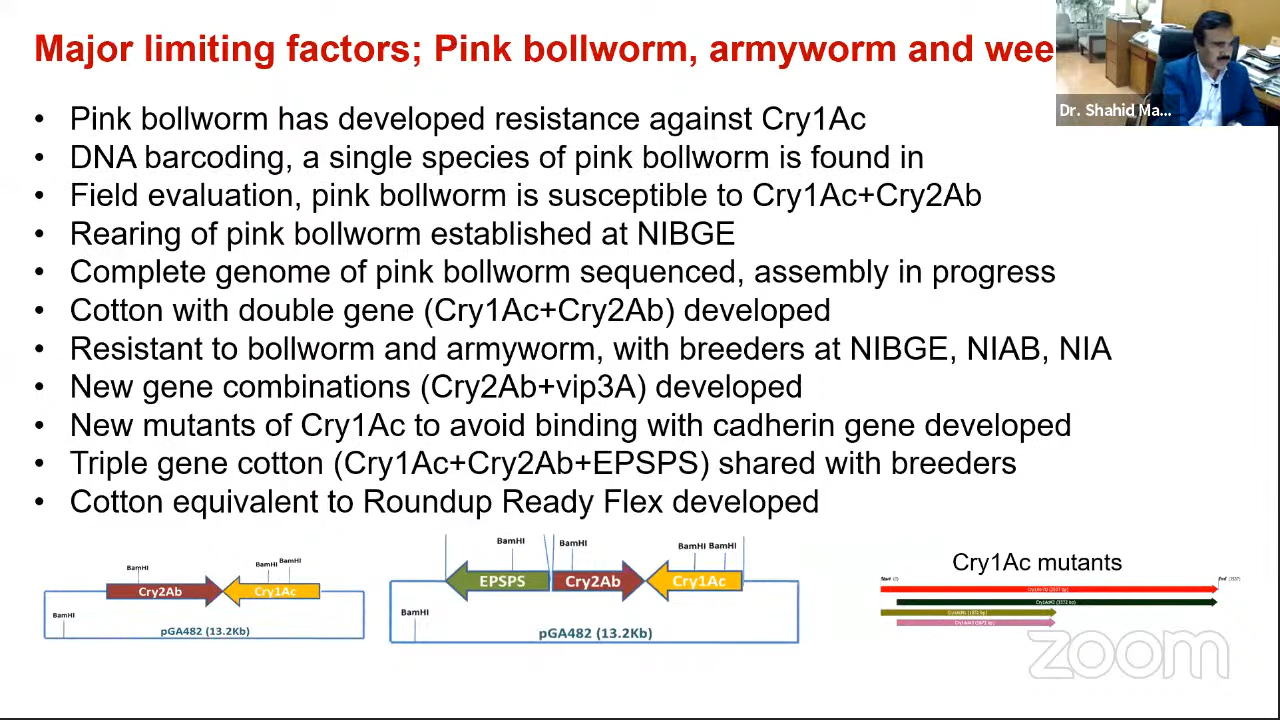 Major limiting factors; Pink bollworm, armyworm and wee
Dr. Shahid Ma...
• Pink bollworm has developed resistance against Cry1Ac
• DNA barcoding, a single species of pink bollworm is found in
• Field evaluation, pink bollworm is susceptible to Cry1Ac+Cry2Ab
• Rearing of pink bollworm established at NIBGE
• Complete genome of pink bollworm sequenced, assembly in progress
• Cotton with double gene (Cry1Ac+Cry2Ab) developed
• Resistant to bollworm and armyworm, with breeders at NIBGE, NIAB, NIA
• New gene combinations (Cry2Ab+vip3A) developed
• New mutants of Cry1Ac to avoid binding with cadherin gene developed
• Triple gene cotton (Cry1Ac+Cry2Ab+EPSPS) shared with breeders
• Cotton equivalent to Roundup Ready Flex developed
BamHI
BamHI BamHI
Cry2Ab Cry1Ac
BamHI
pGA482 (13.2Kb)
BamHI BamHI
BamHI BamHI
EPSPS Cry2Ab Cry1Ac
BamHI
pGA482 (13.2Kb)
Cry1Ac mutants
Start End
zoom